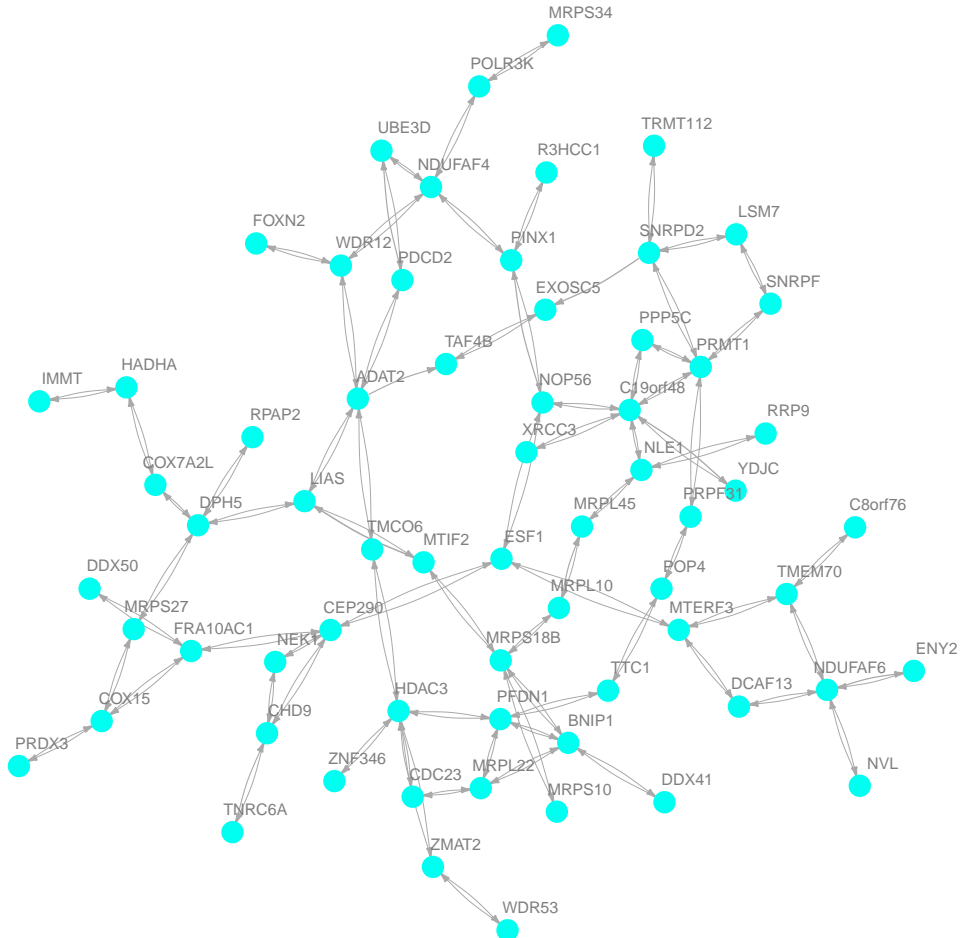 MRPS34
POLR3K
TRMT112
UBE3D
R3HCC1
NDUFAF4
LSM7
FOXN2
SNRPD2
WDR12
PINX1
PDCD2
SNRPF
EXOSC5
PPP5C
TAF4B
PRMT1
HADHA
IMMT
ADAT2
NOP56
C19orf48
RPAP2
RRP9
XRCC3
NLE1
COX7A2L
LIAS
YDJC
DPH5
PRPF31
MRPL45
C8orf76
TMCO6
MTIF2
ESF1
DDX50
POP4
TMEM70
MRPS27
MRPL10
CEP290
MTERF3
FRA10AC1
NEK1
MRPS18B
TTC1
NDUFAF6
ENY2
COX15
HDAC3
PFDN1
DCAF13
CHD9
BNIP1
PRDX3
ZNF346
MRPL22
NVL
CDC23
DDX41
MRPS10
TNRC6A
ZMAT2
WDR53